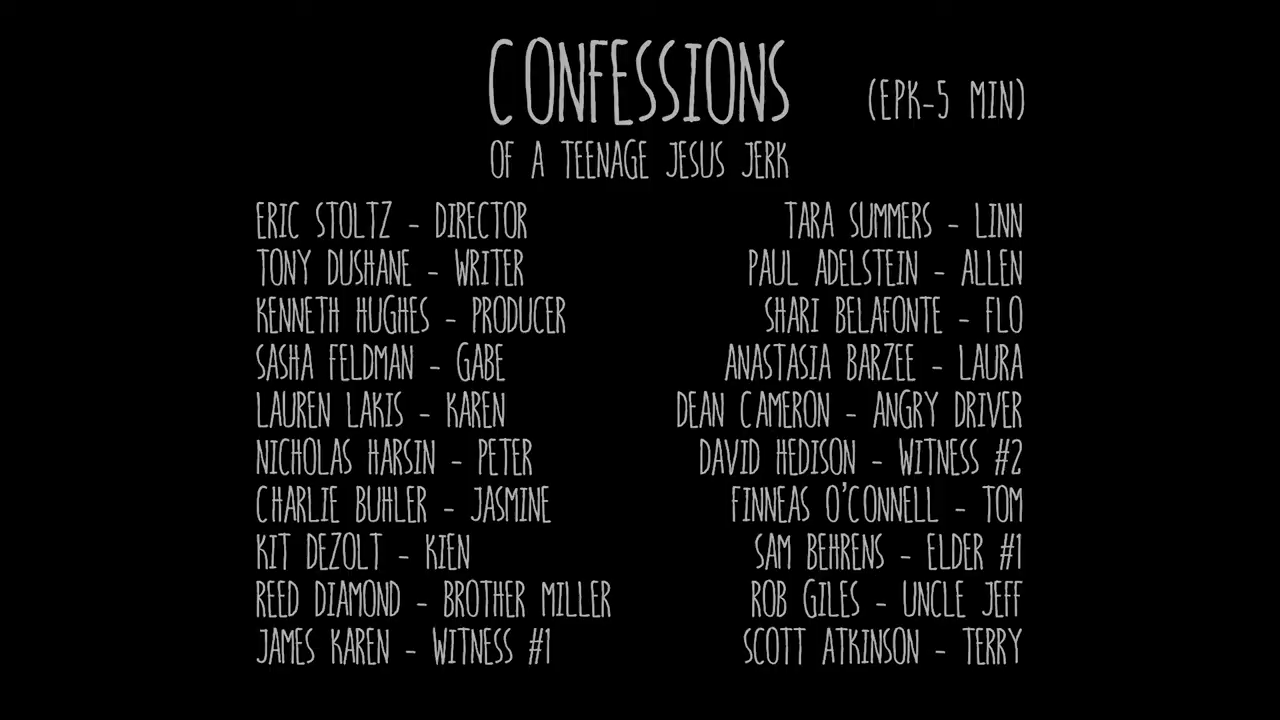 CONFESSIONS
(EPK-5 MIN)
OF A TEENAGE JESUS JERK
ERIC STOLTZ - DIRECTOR
TONY DUSHANE - WRITER
KENNETH HUGHES - PRODUCER
SASHA FELDMAN - GABE
LAUREN LAKIS - KAREN
NICHOLAS HARSIN - PETER
CHARLIE BUHLER - JASMINE
KIT DEZOLT - KIEN
REED DIAMOND - BROTHER MILLER
JAMES KAREN - WITNESS #1
TARA SUMMERS - LINN
PAUL ADELSTEIN - ALLEN
SHARI BELAFONTE - FLO
ANASTASIA BARZEE - LAURA
DEAN CAMERON - ANGRY DRIVER
DAVID HEDISON - WITNESS #2
FINNEAS O'CONNELL - TOM
SAM BEHRENS - ELDER #1
ROB GILES - UNCLE JEFF
SCOTT ATKINSON - TERRY